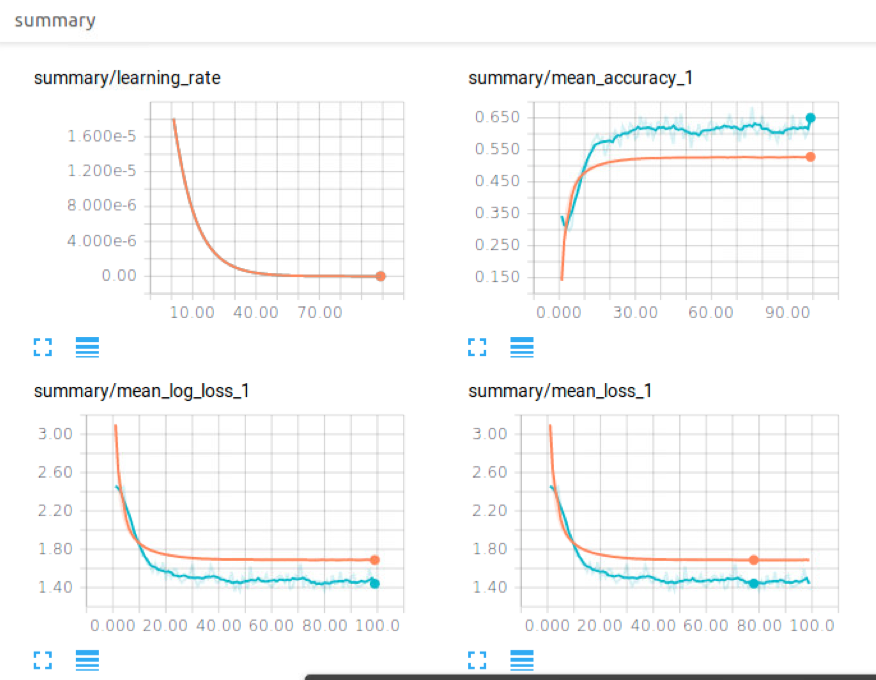 summary
summary/learning_rate
1.600e-5
1.200e-5
8.000e-6
4.000e-6
0.00
10.00 40.00 70.00
summary/mean_accuracy_1
0.650
0.550
0.450
0.350
0.250
0.150
0.000 30.00 60.00 90.00
summary/mean_log_loss_1
3.00
2.60
2.20
1.80
1.40
0.000 20.00 40.00 60.00 80.00 100.0
summary/mean_loss_1
3.00
2.60
2.20
1.80
1.40
0.000 20.00 40.00 60.00 80.00 100.0